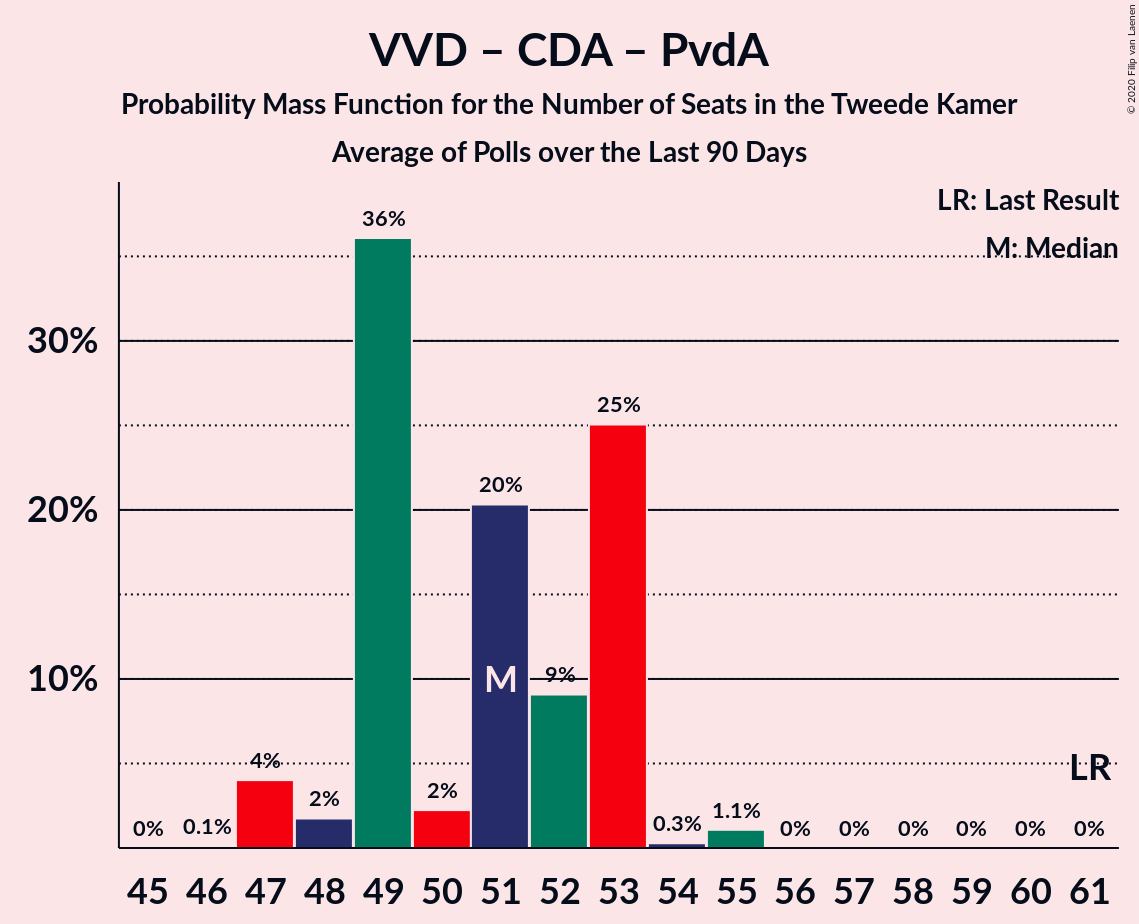 VVD – CDA – PvdA
Probability Mass Function for the Number of Seats in the Tweede Kamer
Average of Polls over the Last 90 Days
© 2020 Filip van Laenen
LR: Last Result
M: Median
36%
30%
25%
20%
20%
10%
M
9%
4%
LR
2%
2%
1.1%
0%
0.1%
0.3%
0%
0%
0%
0%
0%
0%
45 46 47 48 49 50 51 52 53 54 55 56 57 58 59 60 61